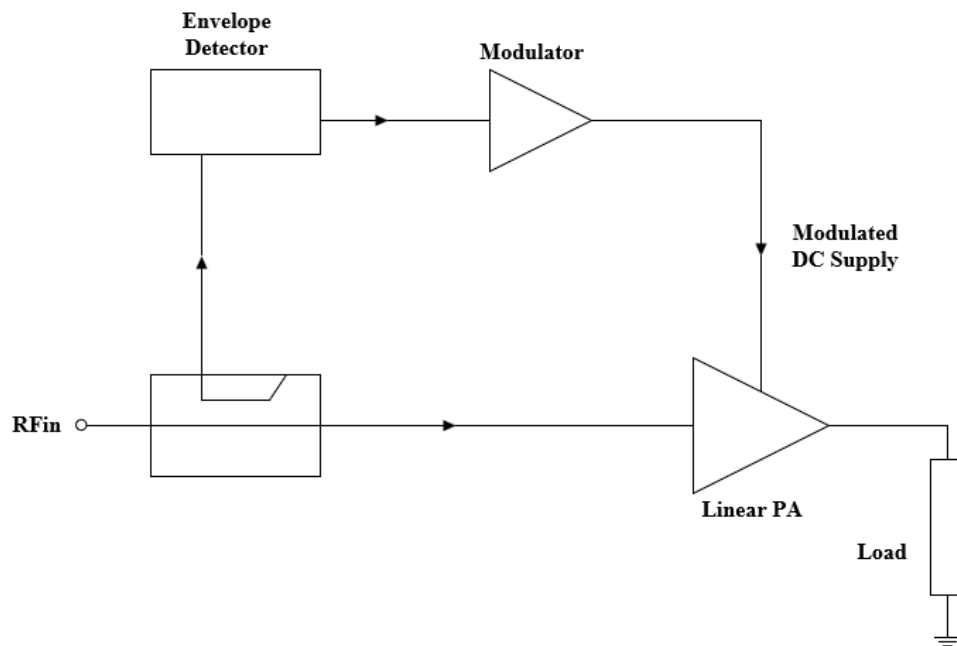 Envelope
Detector
Modulator
Modulated
DC Supply
RFin
Linear PA
Load